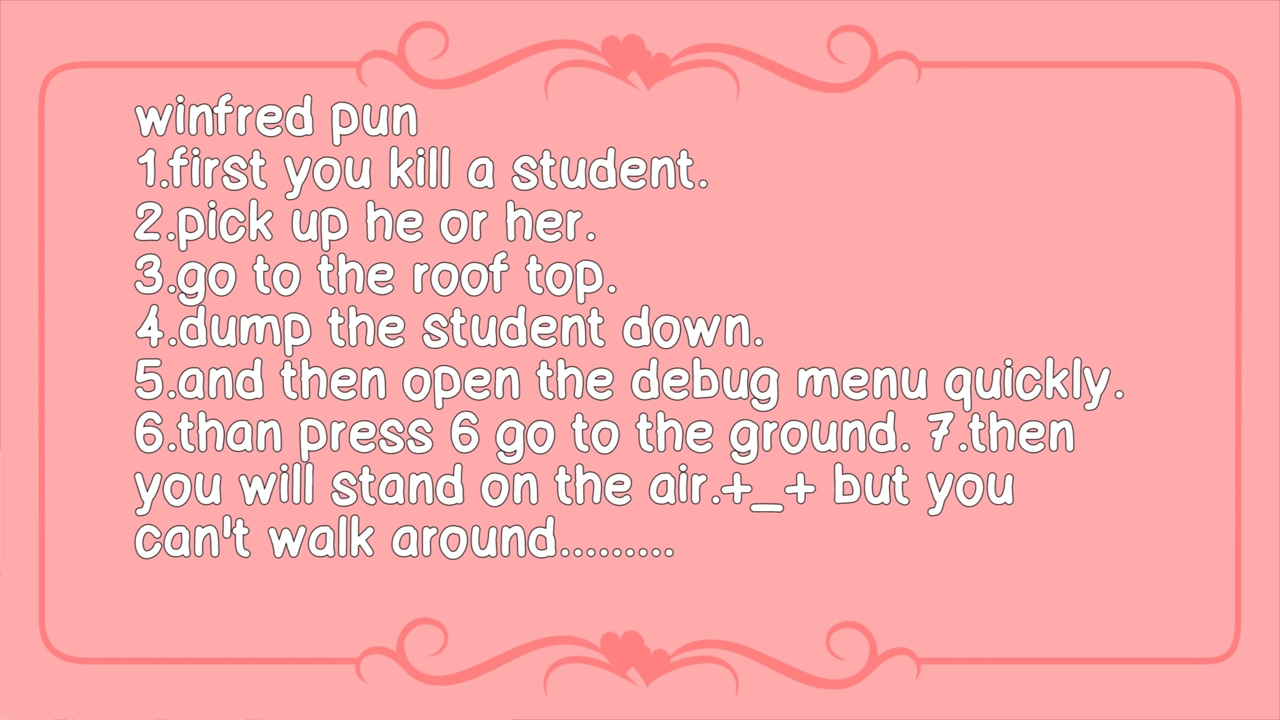 winfred pun
1.first you kill a student.
2.pick up he or her.
3.go to the roof top.
4.dump the student down.
5.and then open the debug menu quickly.
6.than press 6 go to the ground. 7.then
you will stand on the air.+_+ but you
can't walk around.........